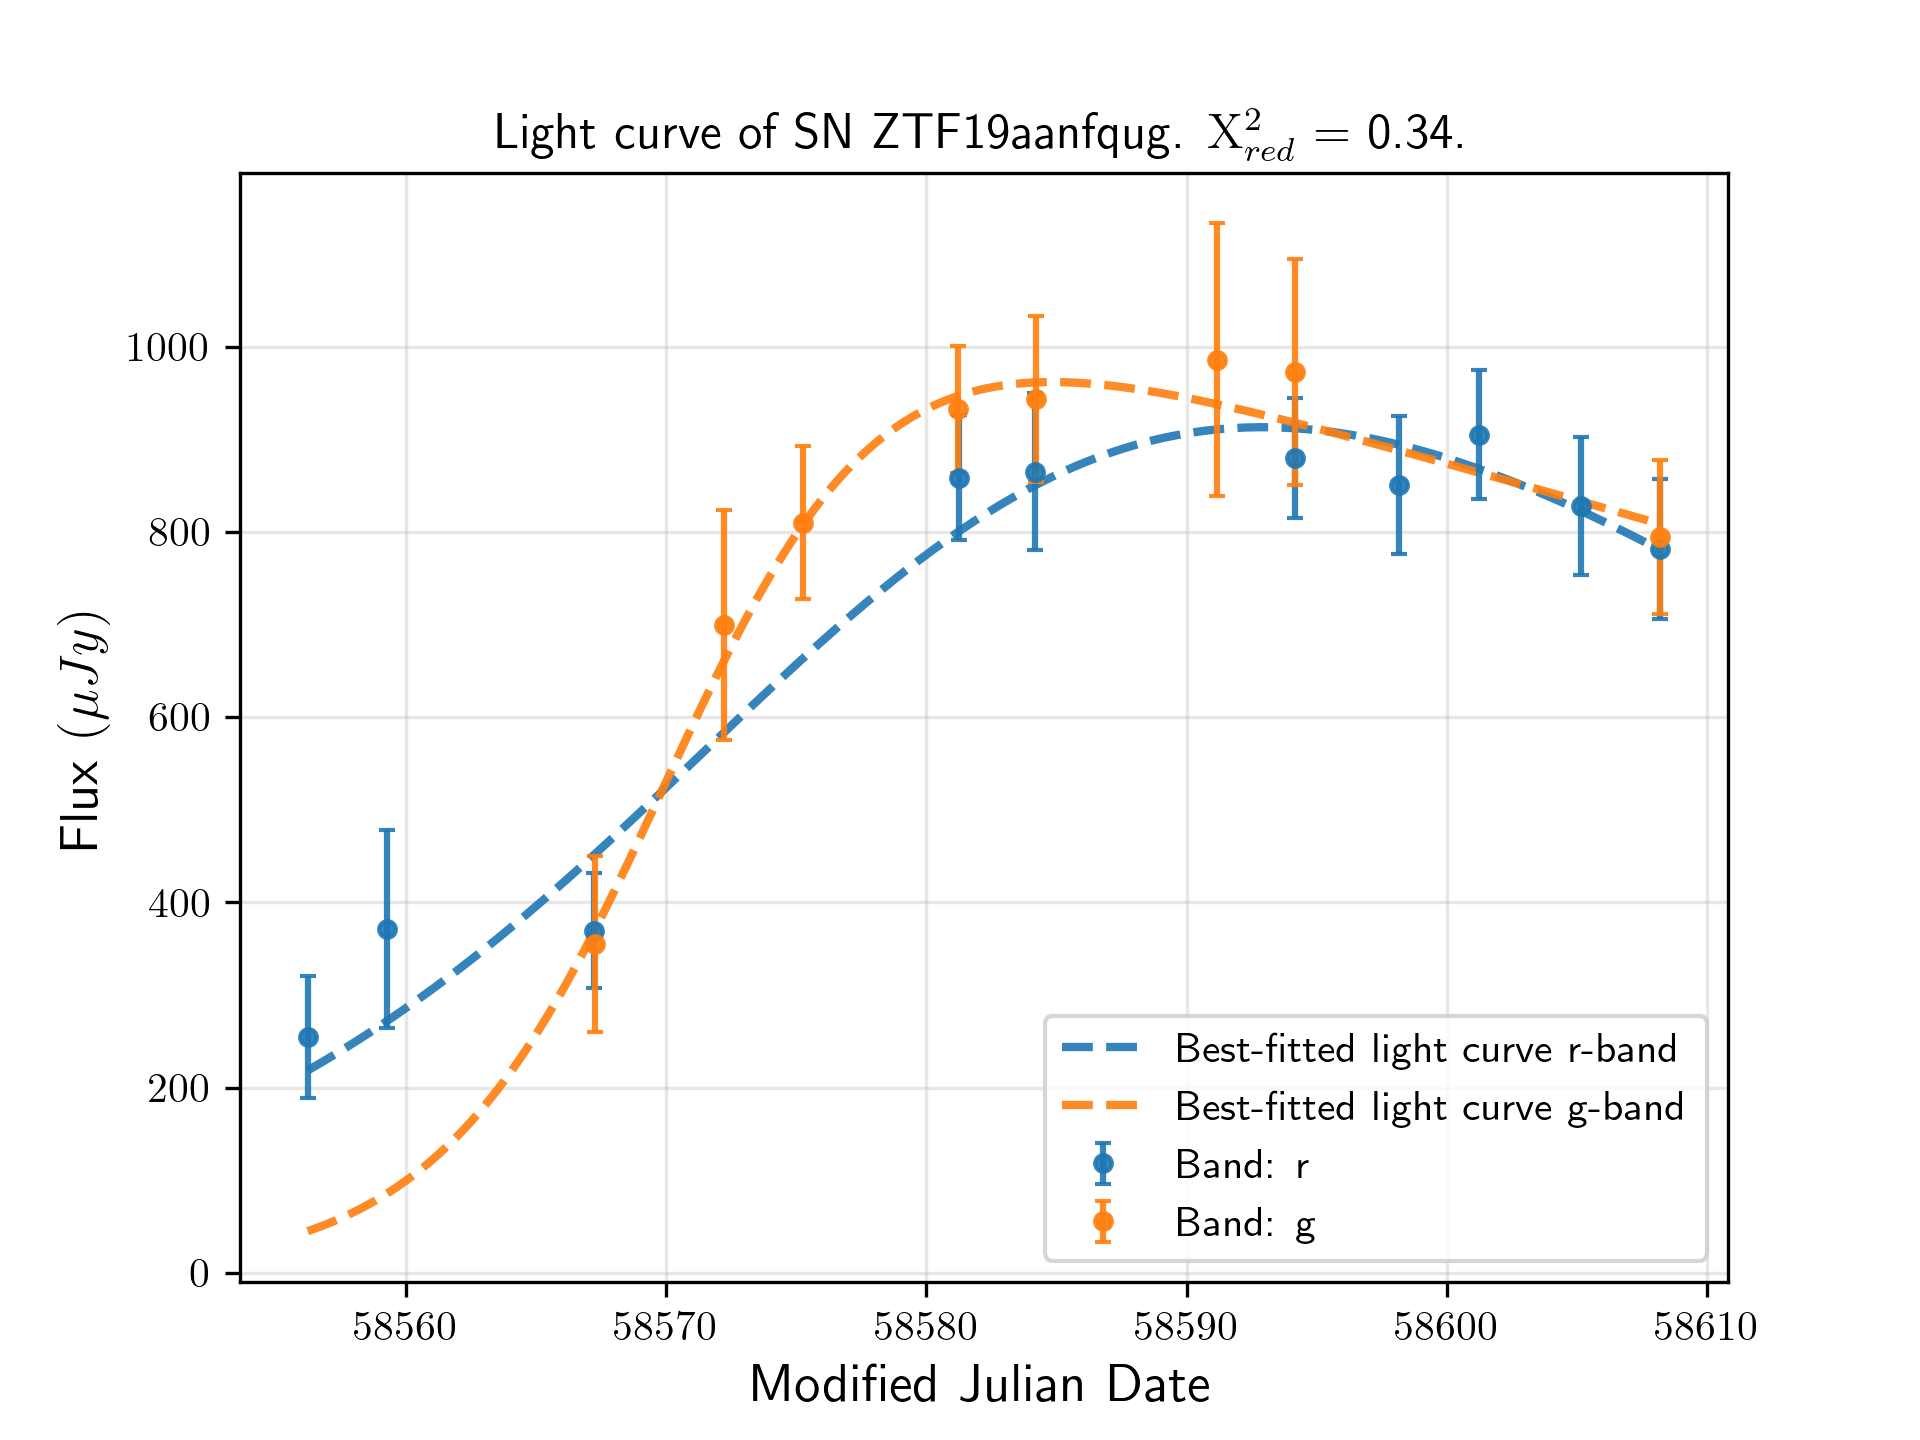 Light curve of SN ZTF19aanfqug. X²_red = 0.34.
Flux (μJy)
1000
800
600
400
200
0
58560 58570 58580 58590 58600 58610
Modified Julian Date
Best-fitted light curve r-band
Best-fitted light curve g-band
Band: r
Band: g